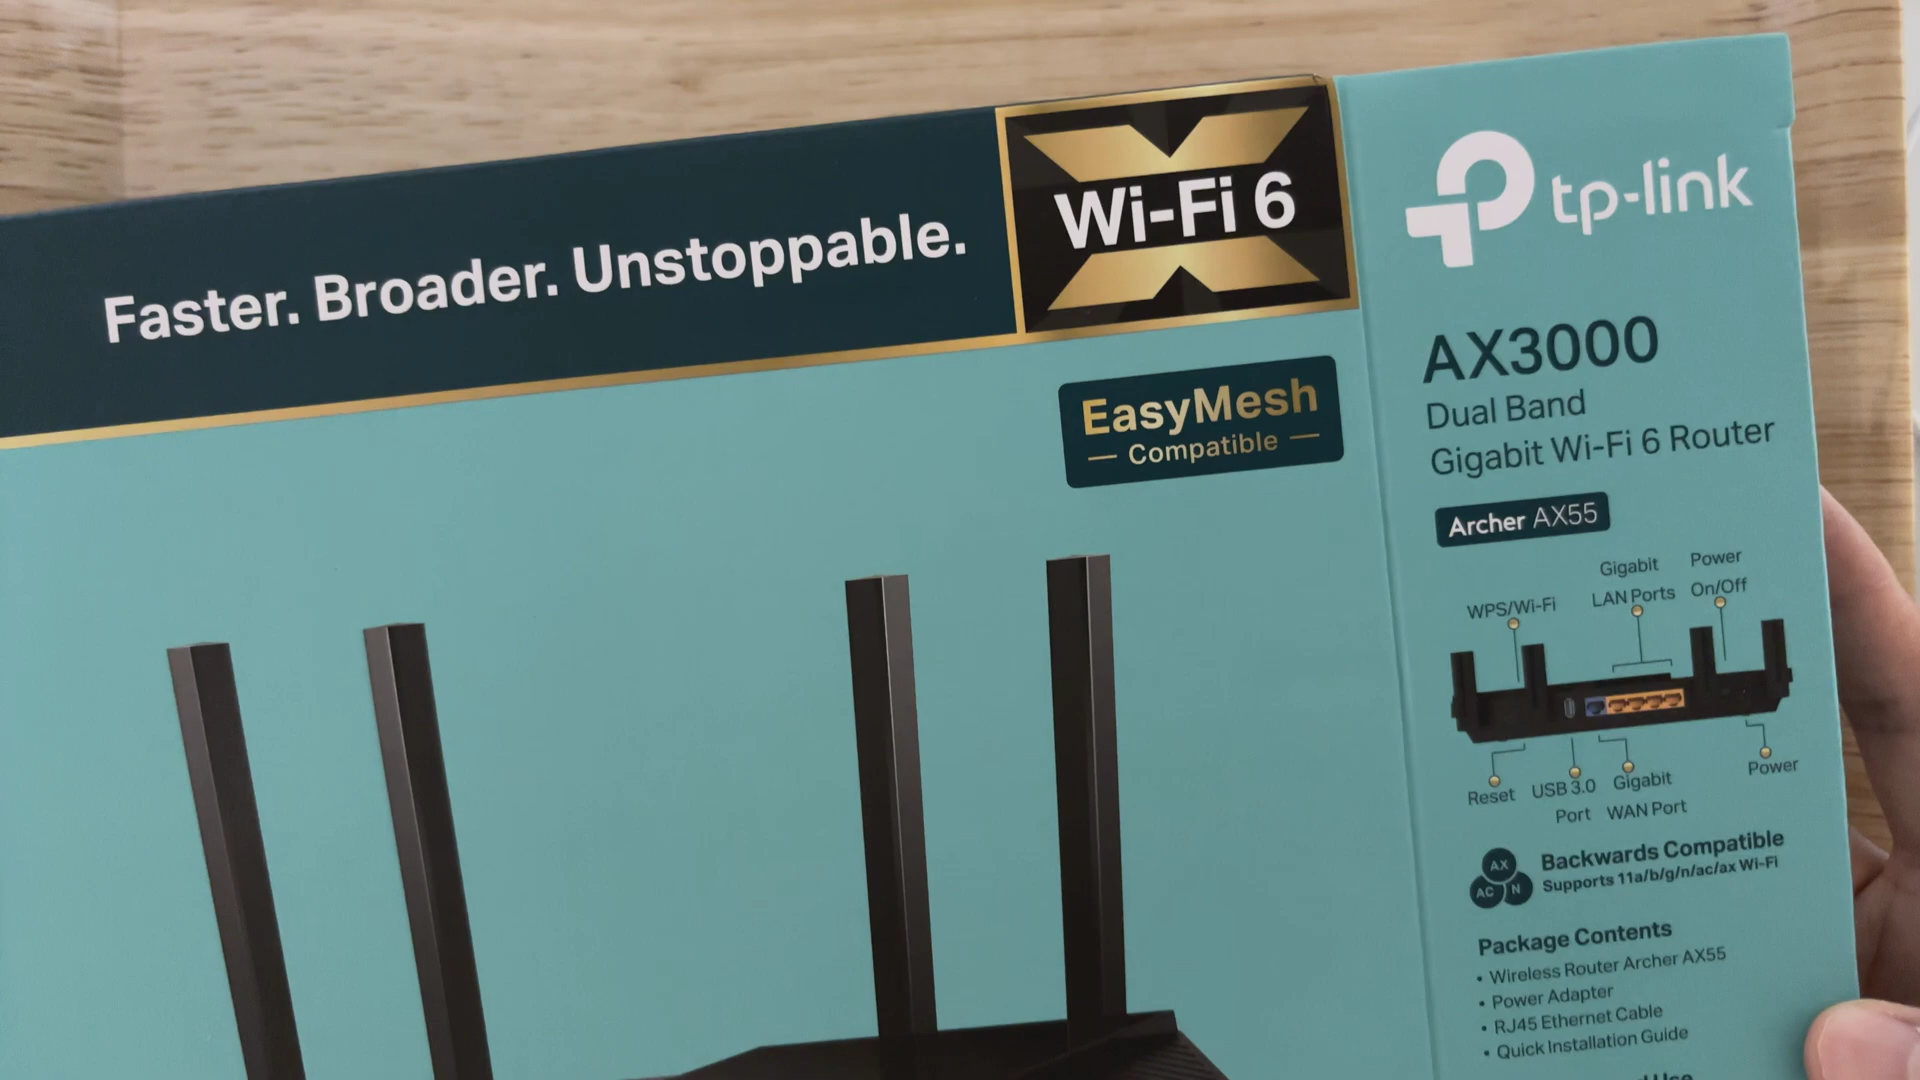 Faster. Broader. Unstoppable.
Wi-Fi 6
EasyMesh
— Compatible —
tp-link
AX3000
Dual Band
Gigabit Wi-Fi 6 Router
Archer AX55
WPS/Wi-Fi
Gigabit
LAN Ports
Power
On/Off
Reset
USB 3.0
Port
Gigabit
WAN Port
Power
AX
AC
N
Backwards Compatible
Supports 11a/b/g/n/ac/ax Wi-Fi
Package Contents
• Wireless Router Archer AX55
• Power Adapter
• RJ45 Ethernet Cable
• Quick Installation Guide
Use